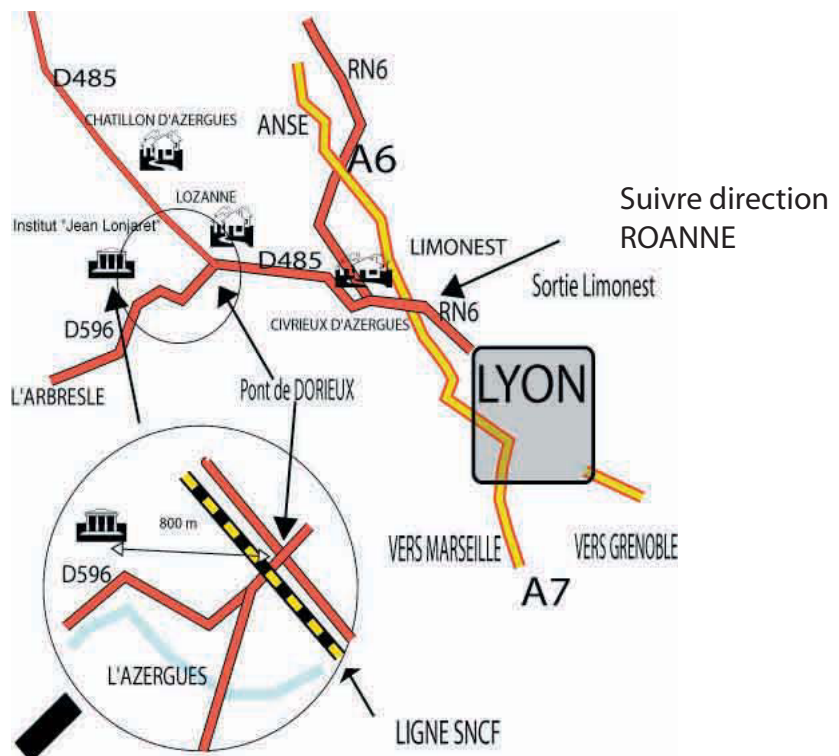 D485
RN6
CHATILLON D'AZERGUES
ANSE
A6
LOZANNE
Suivre direction
ROANNE
Institut "Jean Lonjaret"
D485
LIMONEST
Sortie Limonest
RN6
D596
CIVRIEUX D'AZERGUES
L'ARBRESLE
Pont de DORIEUX
LYON
800 m
D596
VERS MARSEILLE
VERS GRENOBLE
A7
L'AZERGUES
LIGNE SNCF